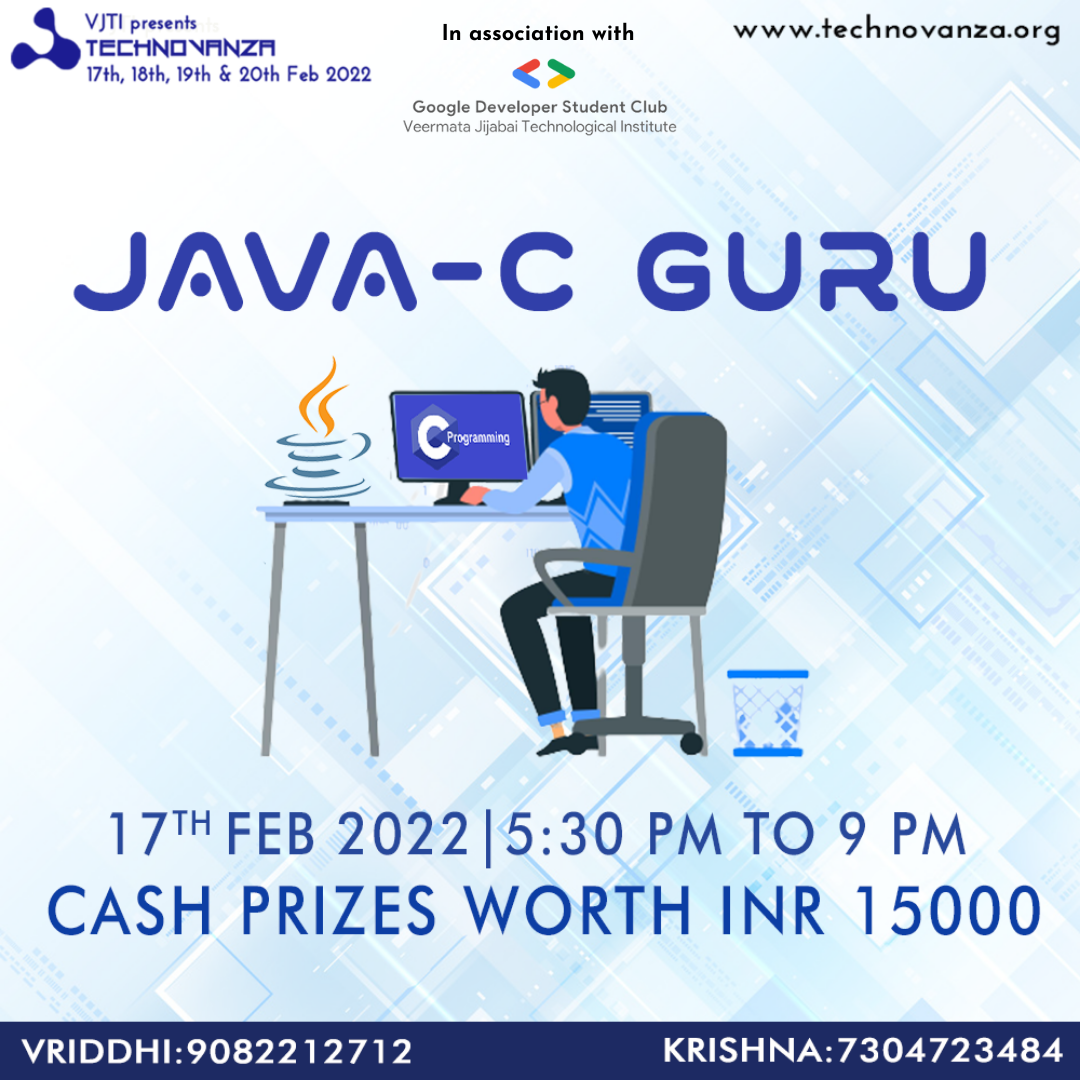 VJTI presents
TECHNOVANZA
17th, 18th, 19th & 20th Feb 2022
In association with
Google Developer Student Club
Veermata Jijabai Technological Institute
www.technovanza.org
JAVA-C GURU
C Programming
17TH FEB 2022|5:30 PM TO 9 PM
CASH PRIZES WORTH INR 15000
VRIDDHI:9082212712
KRISHNA:7304723484